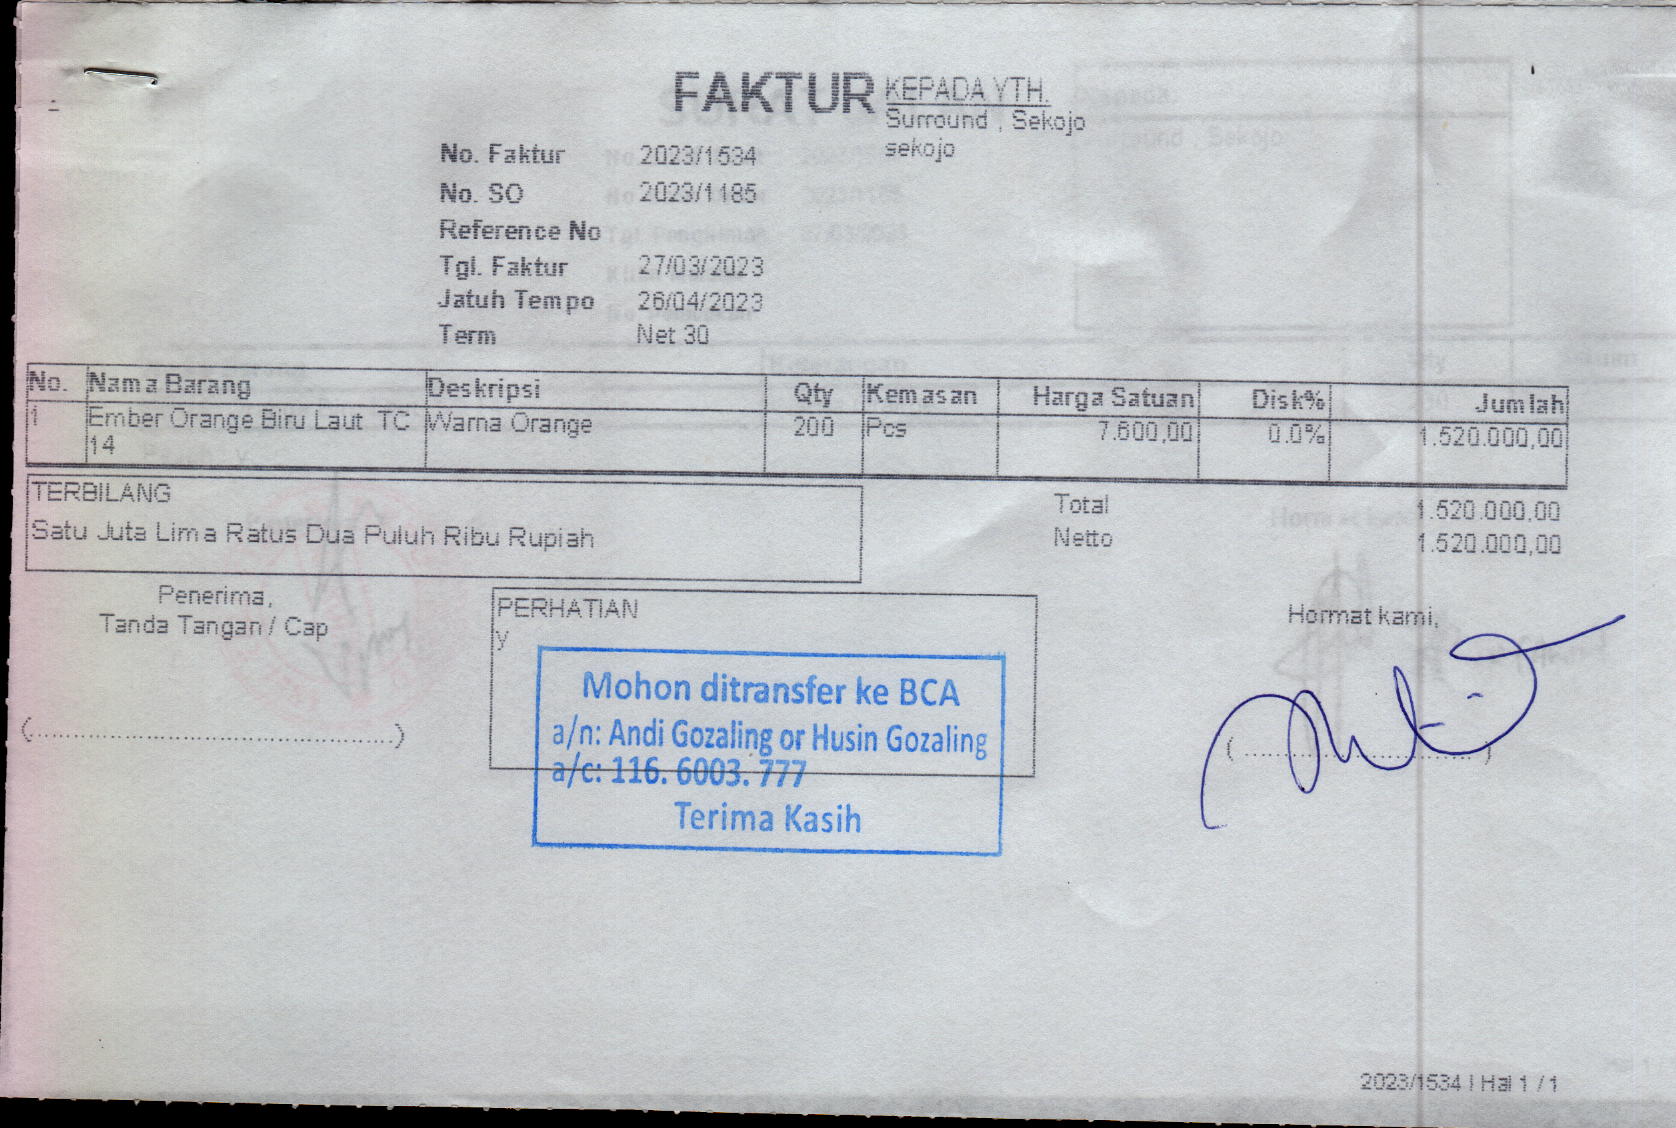 FAKTUR
KEPADA YTH.
Surround , Sekojo
sekojo
No. Faktur 2023/1534
No. SO 2023/1185
Reference No
Tgl. Faktur 27/03/2023
Jatuh Tempo 26/04/2023
Term Net 30
No. Nama Barang Deskripsi Qty Kemasan Harga Satuan Disk% Jumlah
1 Ember Orange Biru Laut TC Warna Orange 200 Pcs 7.600,00 0.0% 1.520.000,00
14
TERBILANG
Satu Juta Lima Ratus Dua Puluh Ribu Rupiah
Total 1.520.000,00
Netto 1.520.000,00
Penerima,
Tanda Tangan / Cap
(..................................................)
PERHATIAN
y
Mohon ditransfer ke BCA
a/n: Andi Gozaling or Husin Gozaling
a/c: 116. 6003. 777
Terima Kasih
Hormat kami,
(..................................)
2023/1534 | Hal 1 / 1